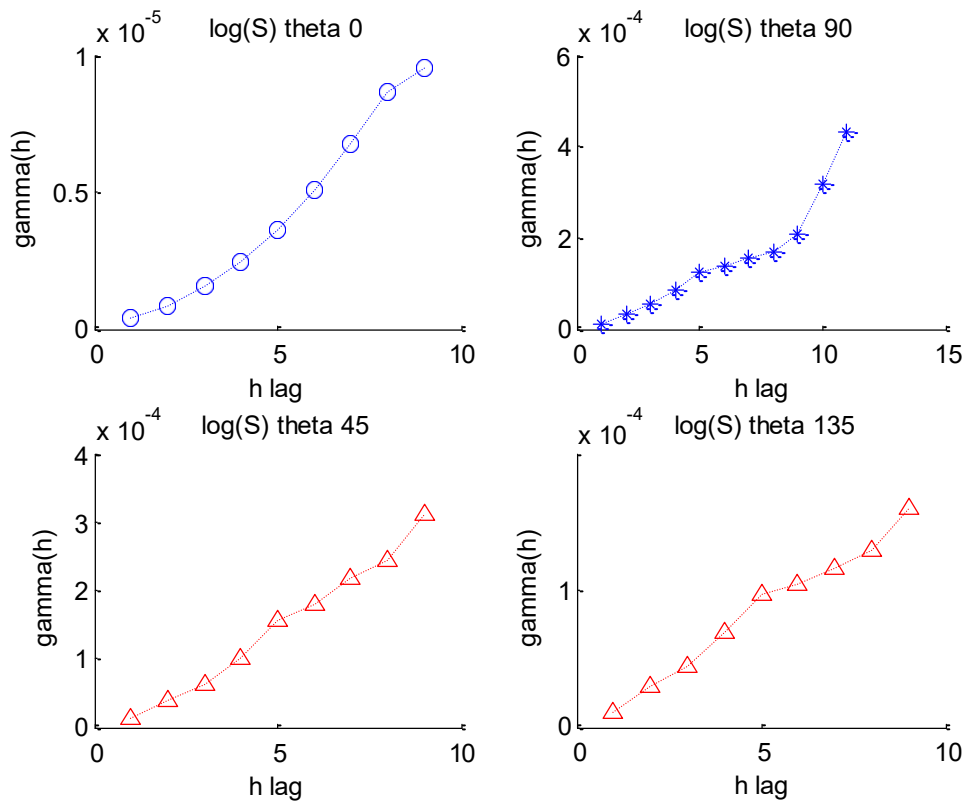 x 10^-5
log(S) theta 0
1
0.5
0
gamma(h)
0 5 10
h lag
x 10^-4
log(S) theta 90
6
4
2
0
gamma(h)
0 5 10 15
h lag
x 10^-4
log(S) theta 45
4
3
2
1
0
gamma(h)
0 5 10
h lag
x 10^-4
log(S) theta 135
1
0
gamma(h)
0 5 10
h lag